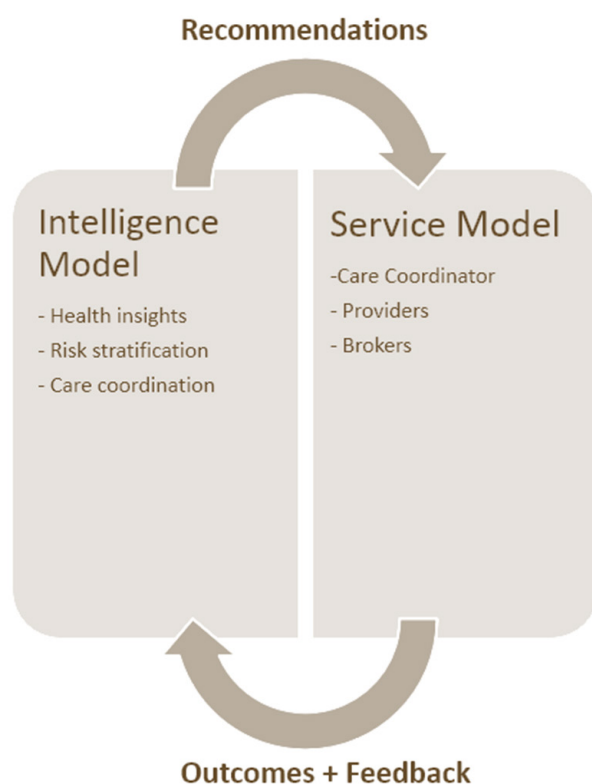 Recommendations
Intelligence
Model
- Health insights
- Risk stratification
- Care coordination
Service Model
-Care Coordinator
- Providers
- Brokers
Outcomes + Feedback